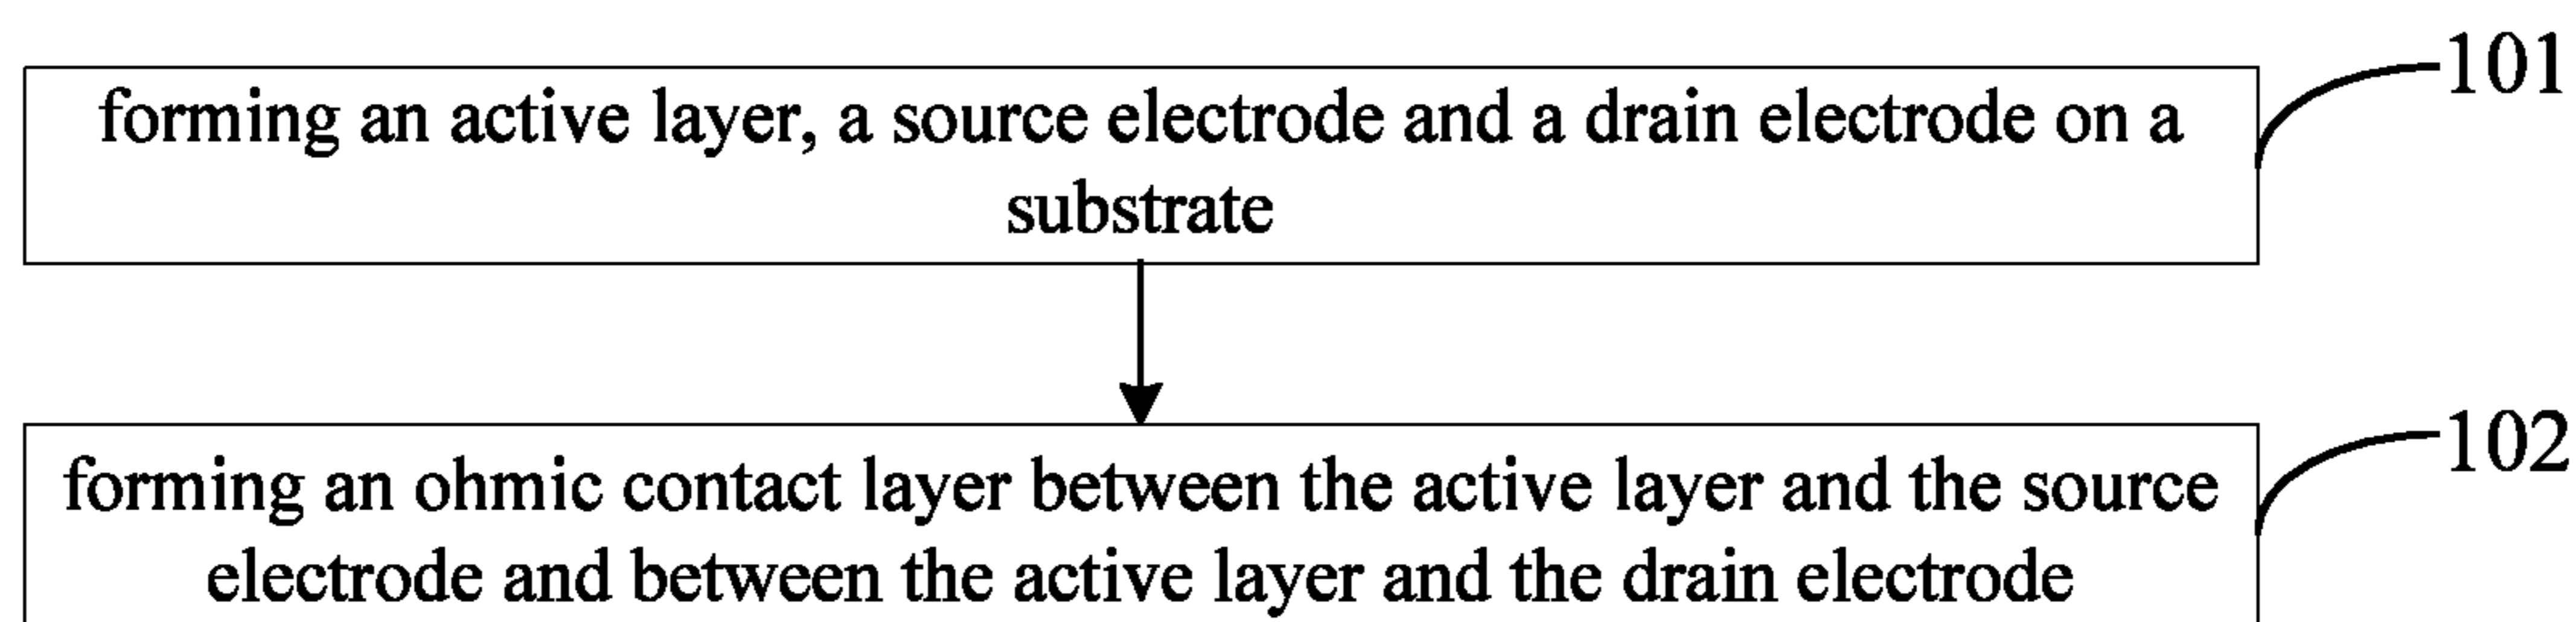 101
forming an active layer, a source electrode and a drain electrode on a
substrate
102
forming an ohmic contact layer between the active layer and the source
electrode and between the active layer and the drain electrode